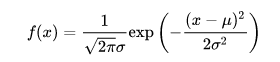 f(x) = \frac{1}{\sqrt{2\pi}\sigma} \exp\left(-\frac{(x-\mu)^2}{2\sigma^2}\right)